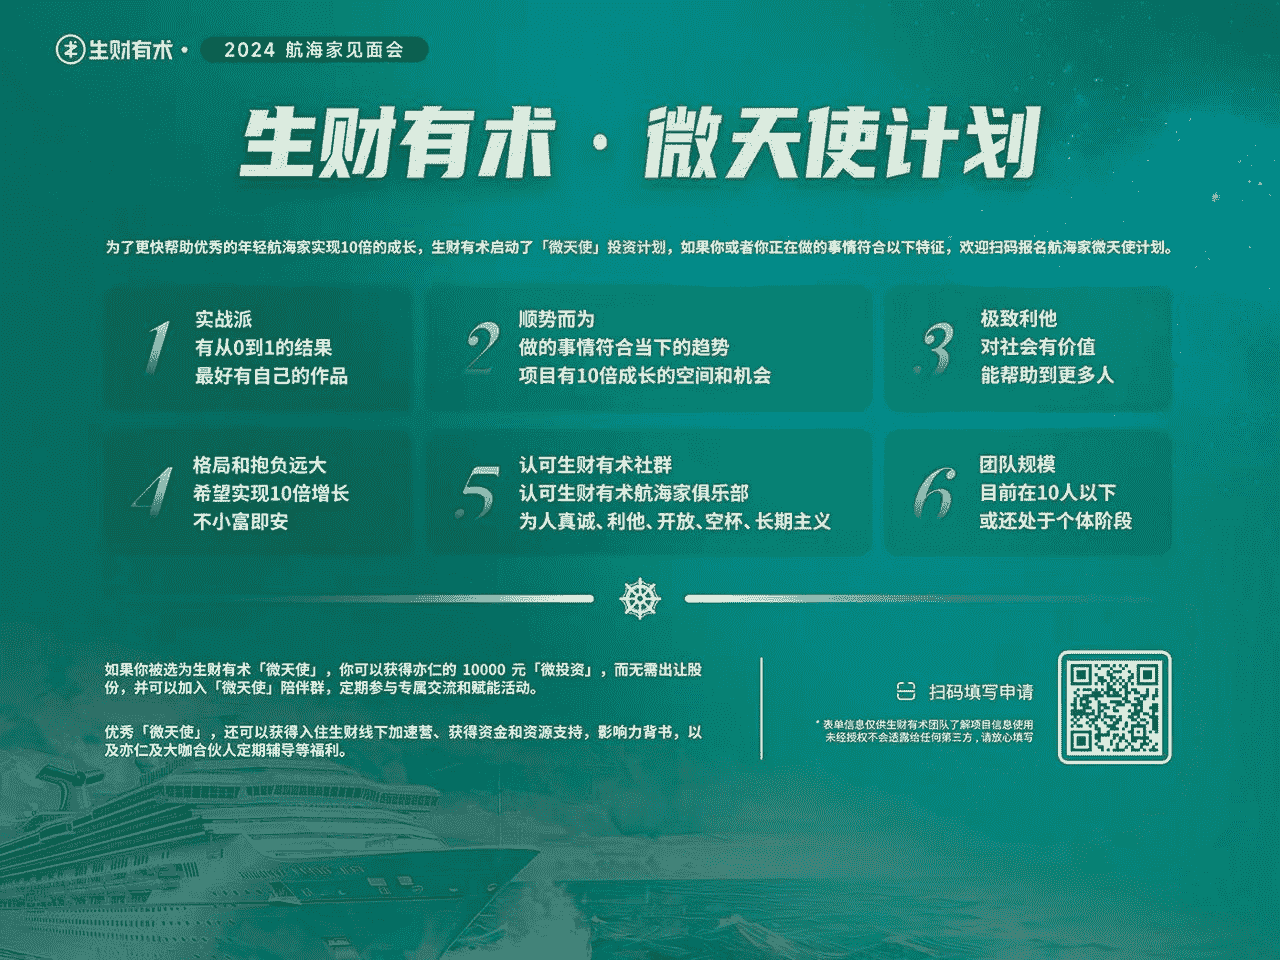 生财有术 · 2024 航海家见面会
生财有术 · 微天使计划
为了更快帮助优秀的年轻航海家实现10倍的成长，生财有术启动了「微天使」投资计划，如果你或者你正在做的事情符合以下特征，欢迎扫码报名航海家微天使计划。
1
实战派
有从0到1的结果
最好有自己的作品
2
顺势而为
做的事情符合当下的趋势
项目有10倍成长的空间和机会
3
极致利他
对社会有价值
能帮助到更多人
4
格局和抱负远大
希望实现10倍增长
不小富即安
5
认可生财有术社群
认可生财有术航海家俱乐部
为人真诚、利他、开放、空杯、长期主义
6
团队规模
目前在10人以下
或还处于个体阶段
如果你被选为生财有术「微天使」，你可以获得亦仁的 10000 元「微投资」，而无需出让股
份，并可以加入「微天使」陪伴群，定期参与专属交流和赋能活动。
优秀「微天使」，还可以获得入住生财线下加速营、获得资金和资源支持，影响力背书，以
及亦仁及大咖合伙人定期辅导等福利。
扫码填写申请
* 表单信息仅供生财有术团队了解项目信息使用
未经授权不会透露给任何第三方，请放心填写